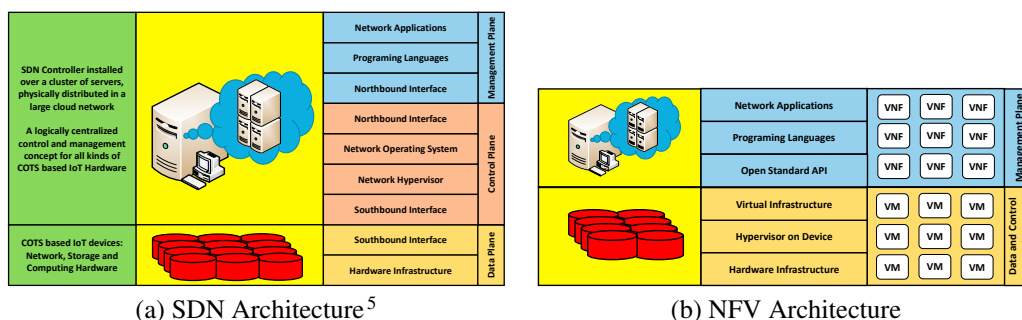 SDN Controller installed
over a cluster of servers,
physically distributed in a
large cloud network
A logically centralized
control and management
concept for all kinds of
COTS based IoT Hardware
COTS based IoT devices:
Network, Storage and
Computing Hardware
Network Applications
Programing Languages
Northbound Interface
Northbound Interface
Network Operating System
Network Hypervisor
Southbound Interface
Southbound Interface
Hardware Infrastructure
Management Plane
Control Plane
Data Plane
(a) SDN Architecture⁵
Network Applications
VNF VNF VNF
Programing Languages
VNF VNF VNF
Open Standard API
VNF VNF VNF
Management Plane
Virtual Infrastructure
VM VM VM
Hypervisor on Device
VM VM VM
Hardware Infrastructure
VM VM VM
Data and Control
(b) NFV Architecture